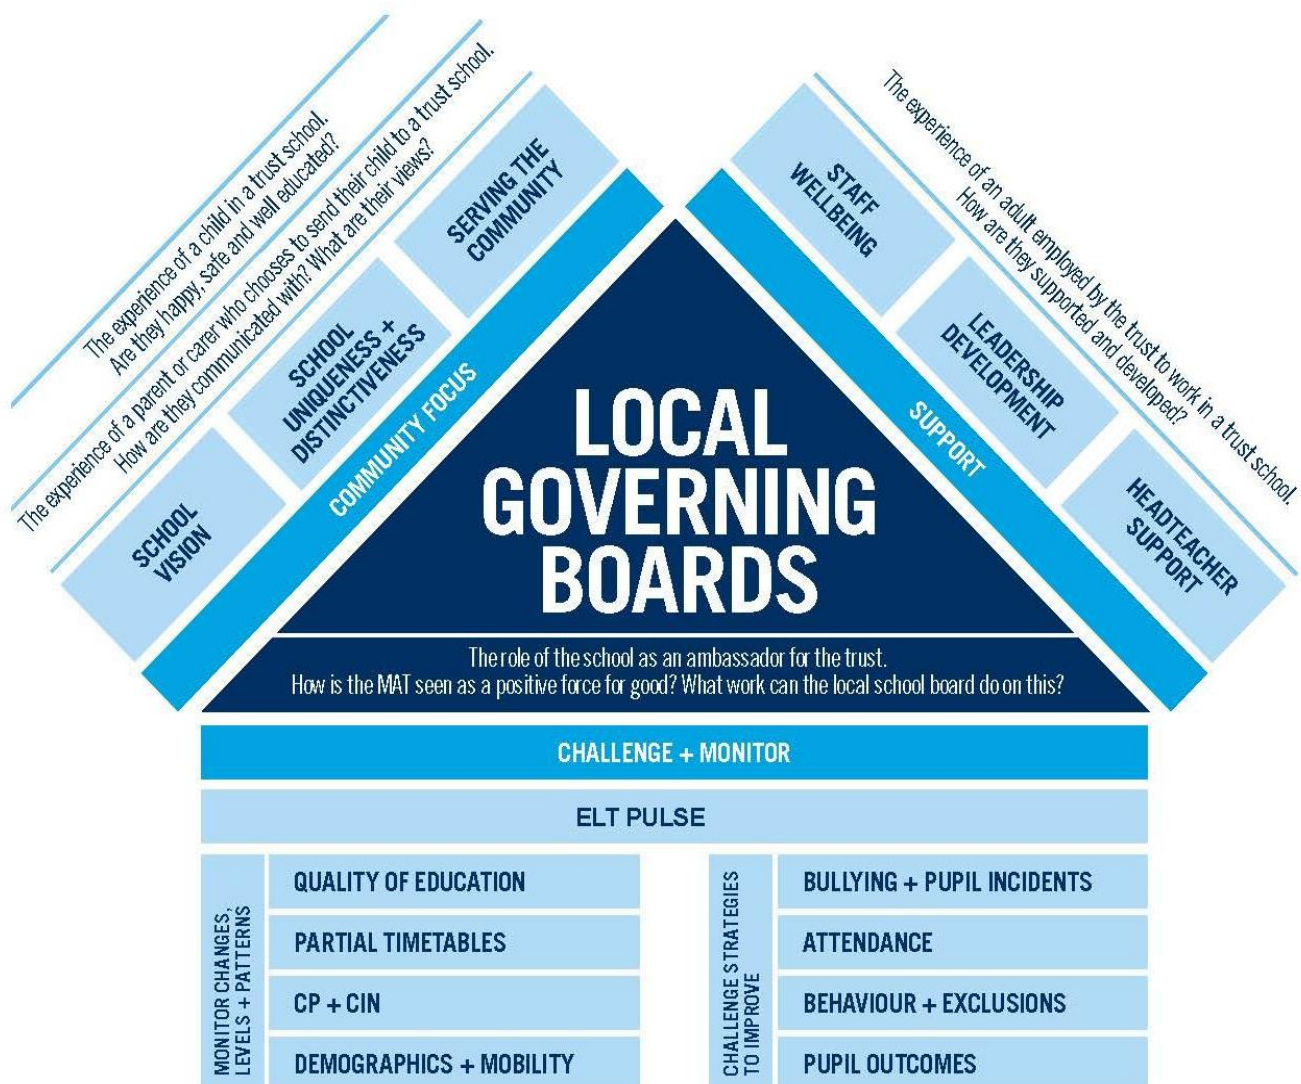 The experience of a child in a trust school.
Are they happy, safe and well educated?
The experience of a parent or carer who chooses to send their child to a trust school.
How are they communicated with? What are their views?
SCHOOL
VISION
SCHOOL
UNIQUENESS +
DISTINCTIVENESS
SERVING THE
COMMUNITY
COMMUNITY FOCUS
The experience of an adult employed by the trust to work in a trust school.
How are they supported and developed?
STAFF
WELLBEING
LEADERSHIP
DEVELOPMENT
HEADTEACHER
SUPPORT
SUPPORT
LOCAL
GOVERNING
BOARDS
The role of the school as an ambassador for the trust.
How is the MAT seen as a positive force for good? What work can the local school board do on this?
CHALLENGE + MONITOR
ELT PULSE
MONITOR CHANGES,
LEVELS + PATTERNS
QUALITY OF EDUCATION
PARTIAL TIMETABLES
CP + CIN
DEMOGRAPHICS + MOBILITY
CHALLENGE STRATEGIES
TO IMPROVE
BULLYING + PUPIL INCIDENTS
ATTENDANCE
BEHAVIOUR + EXCLUSIONS
PUPIL OUTCOMES